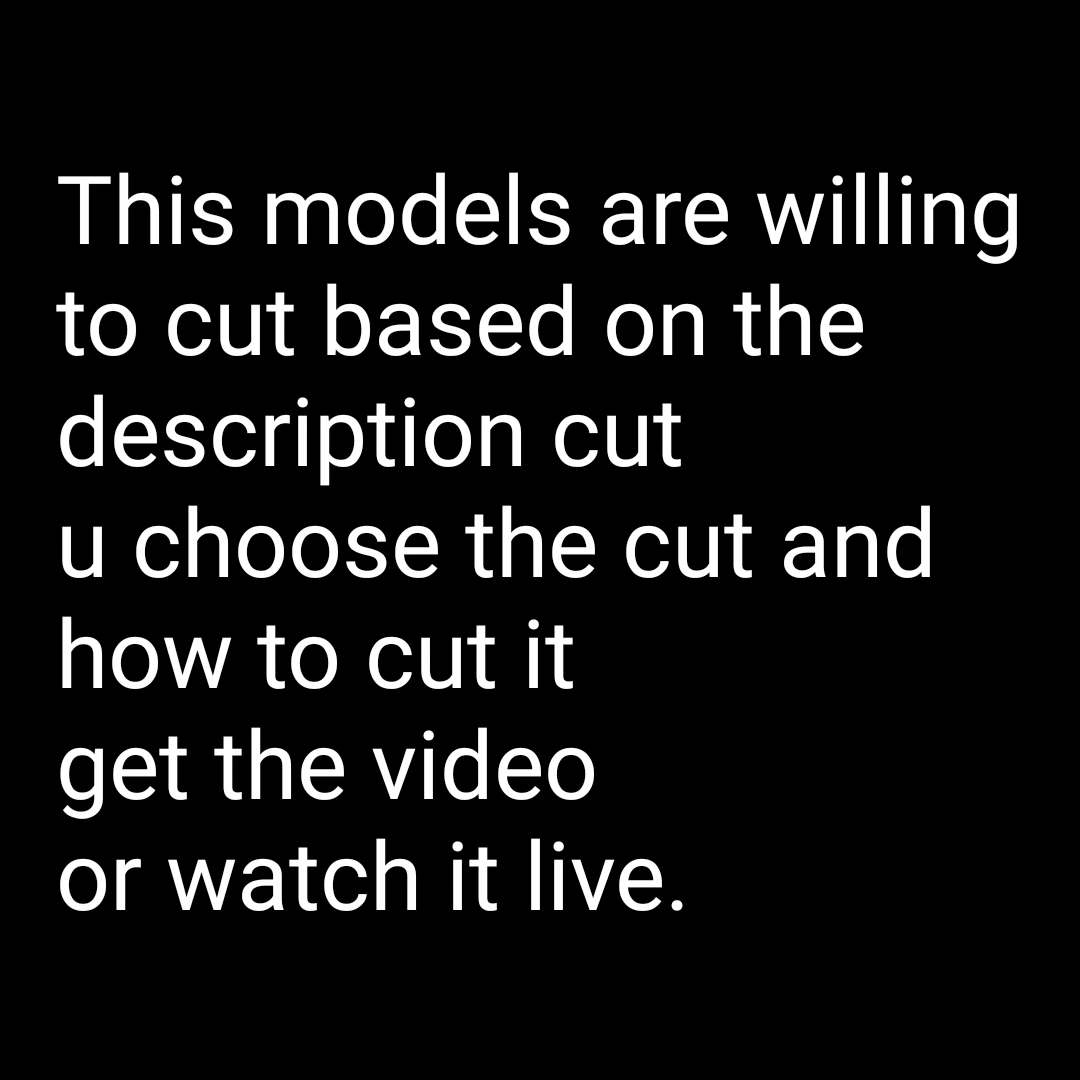 This models are willing
to cut based on the
description cut
u choose the cut and
how to cut it
get the video
or watch it live.